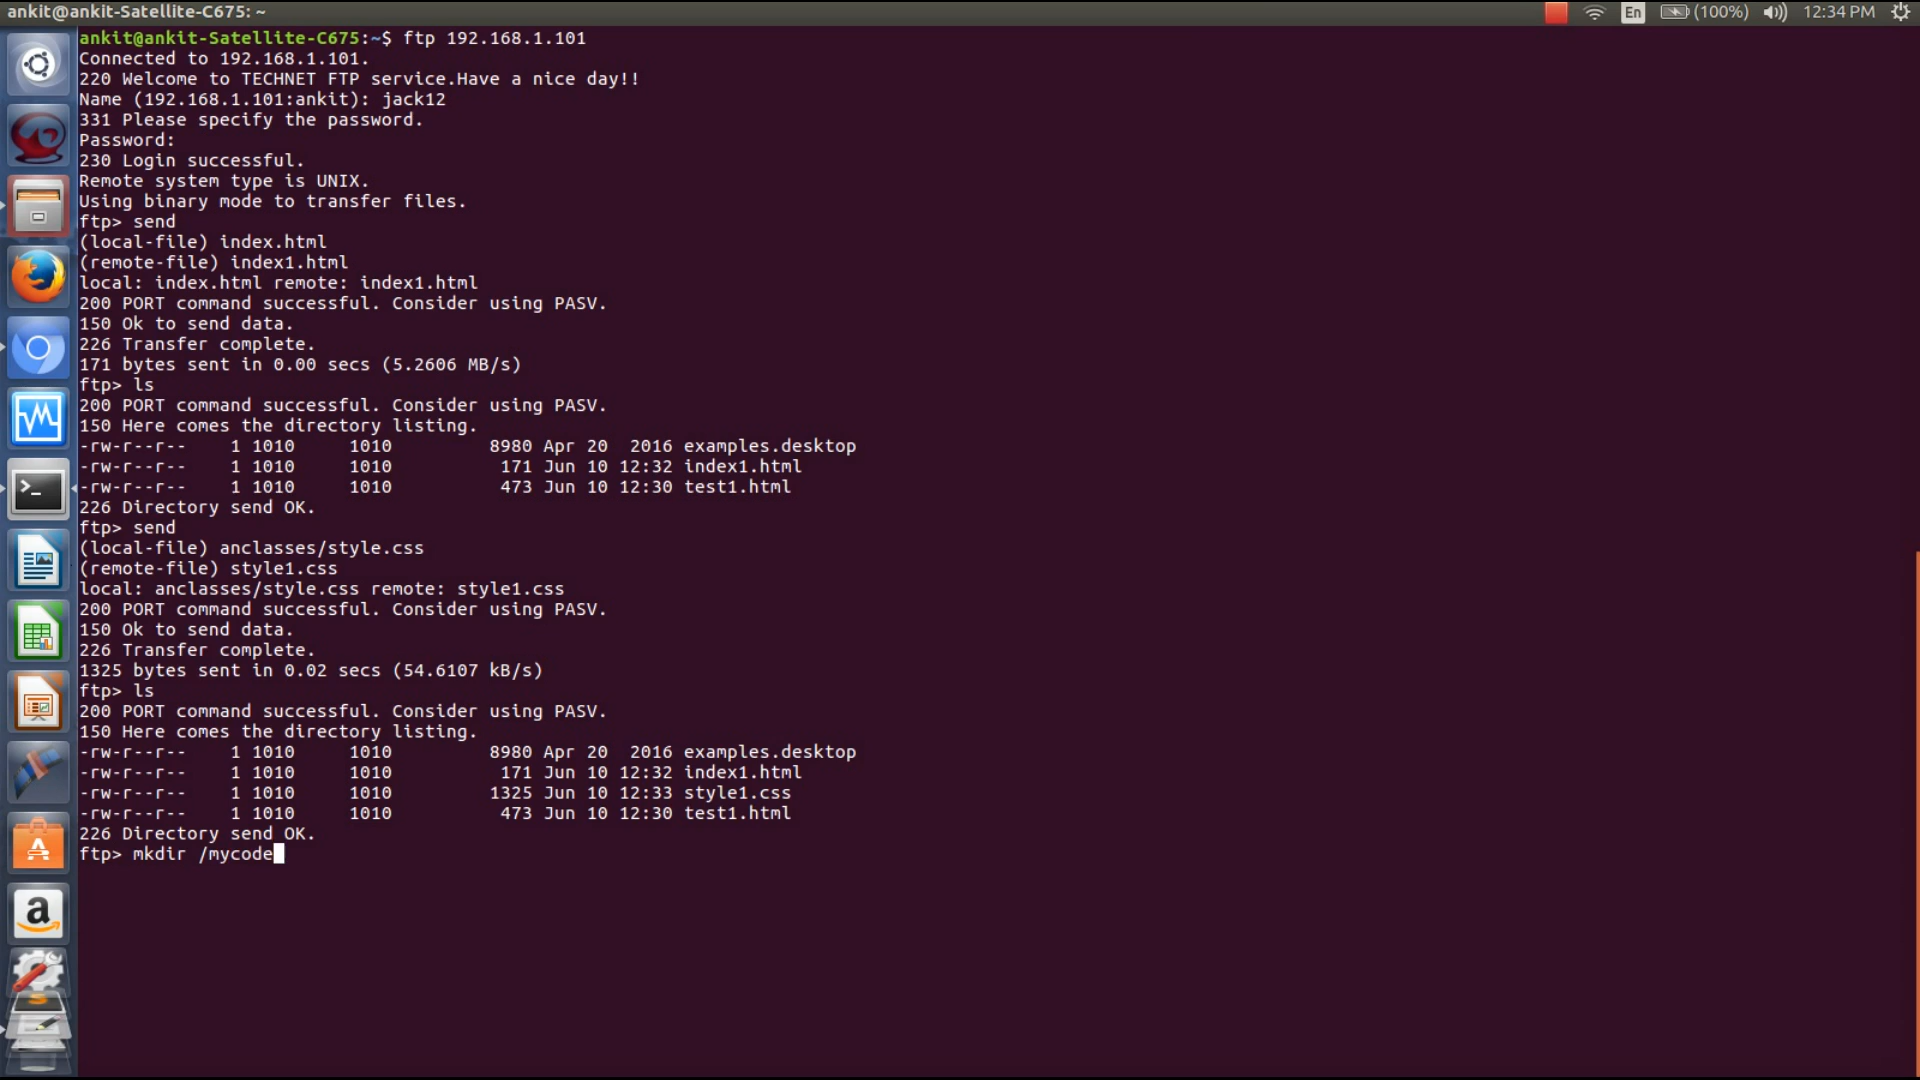 ankit@ankit-Satellite-C675: ~
En
(100%)
12:34 PM
ankit@ankit-Satellite-C675:~$ ftp 192.168.1.101
Connected to 192.168.1.101.
220 Welcome to TECHNET FTP service.Have a nice day!!
Name (192.168.1.101:ankit): jack12
331 Please specify the password.
Password:
230 Login successful.
Remote system type is UNIX.
Using binary mode to transfer files.
ftp> send
(local-file) index.html
(remote-file) index1.html
local: index.html remote: index1.html
200 PORT command successful. Consider using PASV.
150 Ok to send data.
226 Transfer complete.
171 bytes sent in 0.00 secs (5.2606 MB/s)
ftp> ls
200 PORT command successful. Consider using PASV.
150 Here comes the directory listing.
-rw-r--r--    1 1010     1010         8980 Apr 20  2016 examples.desktop
-rw-r--r--    1 1010     1010          171 Jun 10 12:32 index1.html
-rw-r--r--    1 1010     1010          473 Jun 10 12:30 test1.html
226 Directory send OK.
ftp> send
(local-file) anclasses/style.css
(remote-file) style1.css
local: anclasses/style.css remote: style1.css
200 PORT command successful. Consider using PASV.
150 Ok to send data.
226 Transfer complete.
1325 bytes sent in 0.02 secs (54.6107 kB/s)
ftp> ls
200 PORT command successful. Consider using PASV.
150 Here comes the directory listing.
-rw-r--r--    1 1010     1010         8980 Apr 20  2016 examples.desktop
-rw-r--r--    1 1010     1010          171 Jun 10 12:32 index1.html
-rw-r--r--    1 1010     1010         1325 Jun 10 12:33 style1.css
-rw-r--r--    1 1010     1010          473 Jun 10 12:30 test1.html
226 Directory send OK.
ftp> mkdir /mycode